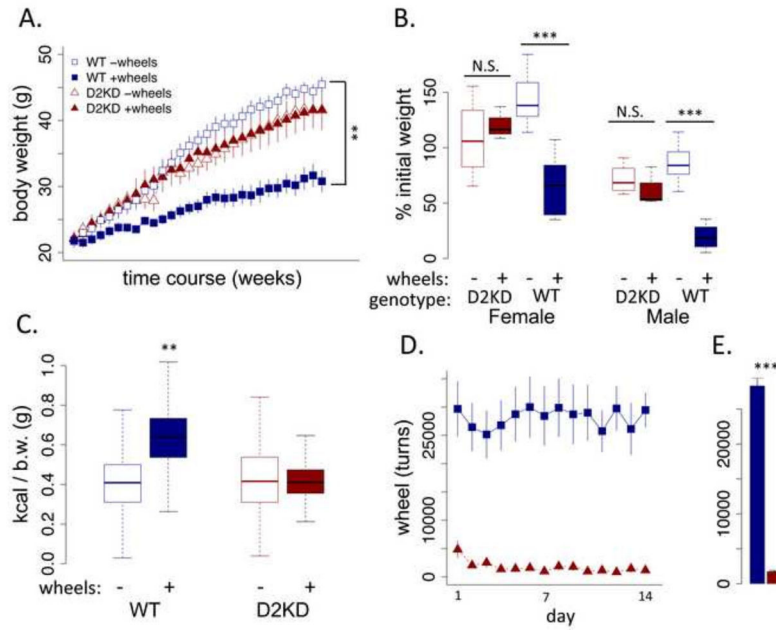 A.
body weight (g)
50
40
30
20
WT −wheels
WT +wheels
D2KD −wheels
D2KD +wheels
**
time course (weeks)
B.
% initial weight
150
100
50
0
N.S.
***
N.S.
***
wheels: - + - + - + - +
genotype: D2KD WT D2KD WT
Female Male
C.
kcal / b.w. (g)
1.0
0.8
0.6
0.4
0.2
0.0
**
wheels: - + - +
WT D2KD
D.
wheel (turns)
25000
10000
0
1 7 14
day
E.
***
20000
10000
0